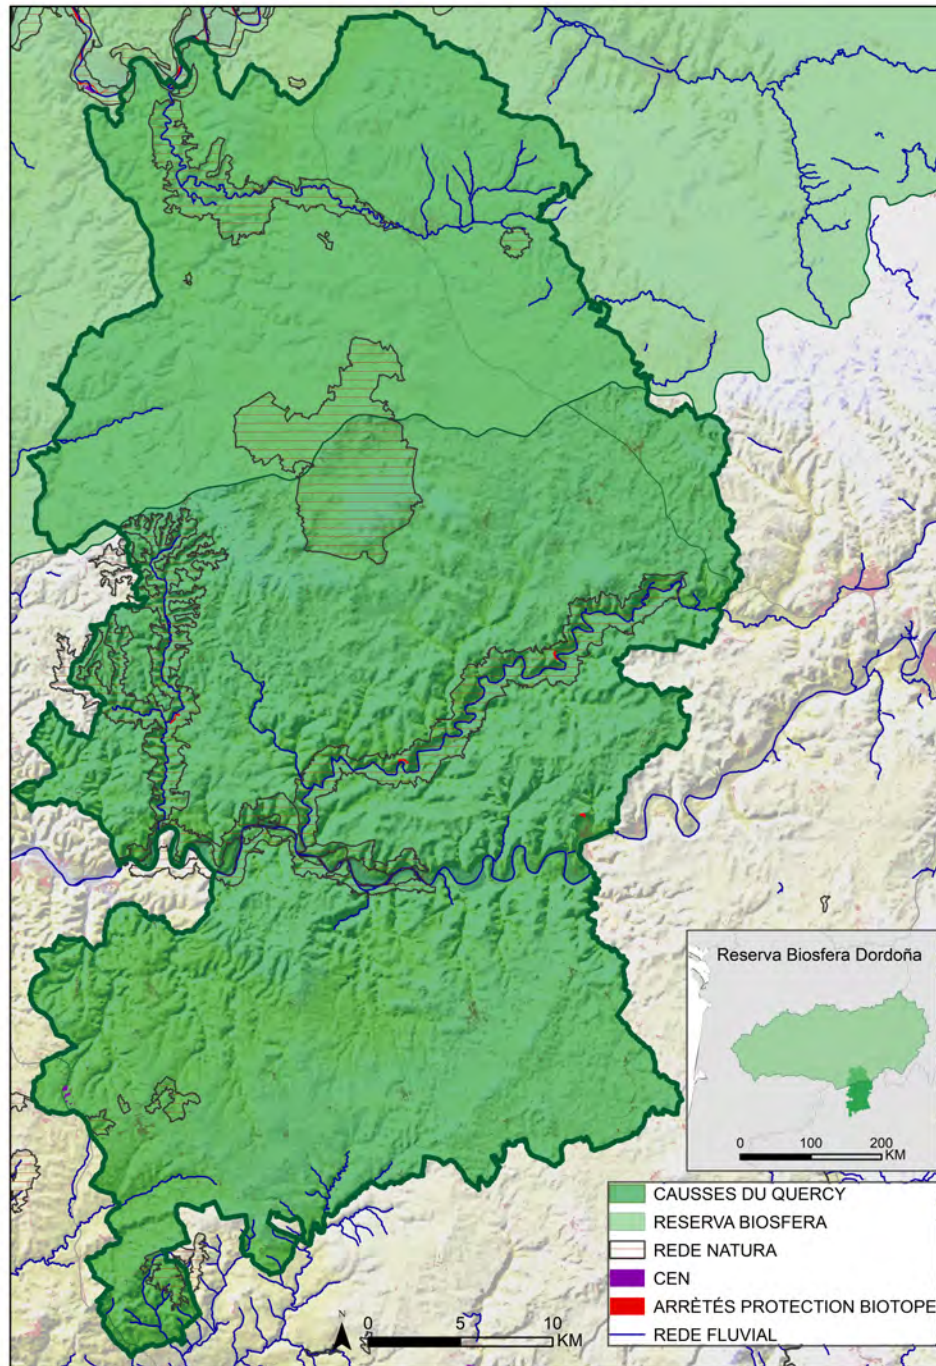 Reserva Biosfera Dordoña
0 100 200
KM
CAUSSES DU QUERCY
RESERVA BIOSFERA
REDE NATURA
CEN
ARRÈTÉS PROTECTION BIOTOPE
REDE FLUVIAL
N
0 5 10
KM